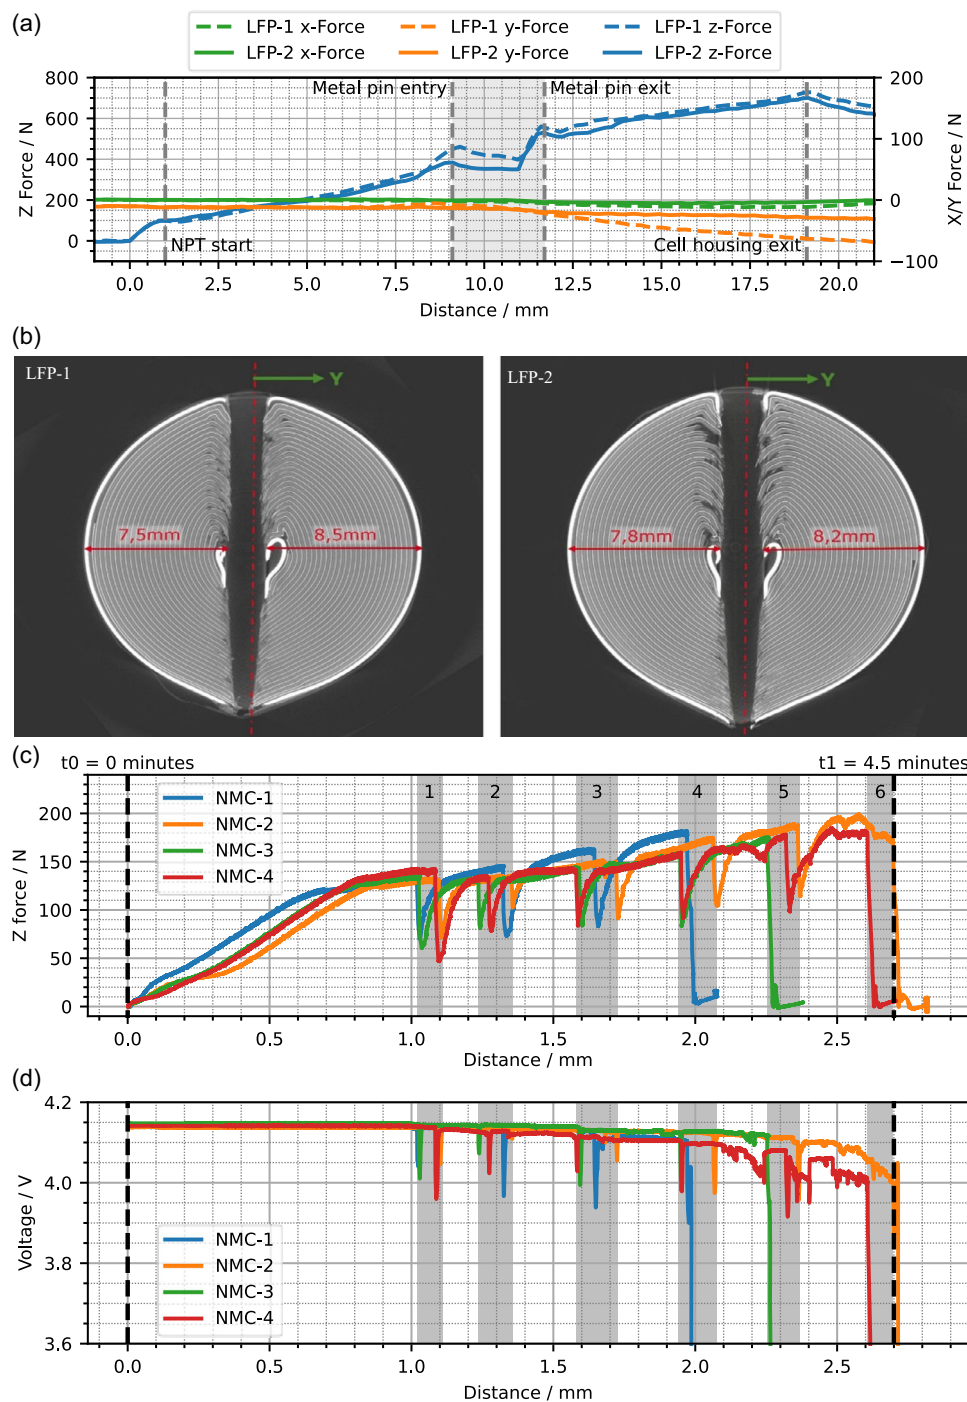 (a)
LFP-1 x-Force LFP-1 y-Force LFP-1 z-Force
LFP-2 x-Force LFP-2 y-Force LFP-2 z-Force
800 200
Metal pin entry Metal pin exit
600
400 100
200 0
0 NPT start Cell housing exit
−100
Z Force / N
X/Y Force / N
0.0 2.5 5.0 7.5 10.0 12.5 15.0 17.5 20.0
Distance / mm
(b)
LFP-1 Y LFP-2 Y
7,5mm 8,5mm 7,8mm 8,2mm
(c)
t0 = 0 minutes t1 = 4.5 minutes
NMC-1
NMC-2
NMC-3
NMC-4
1 2 3 4 5 6
200
150
100
50
0
Z force / N
0.0 0.5 1.0 1.5 2.0 2.5
Distance / mm
(d)
4.2
4.0
3.8
3.6
Voltage / V
NMC-1
NMC-2
NMC-3
NMC-4
0.0 0.5 1.0 1.5 2.0 2.5
Distance / mm